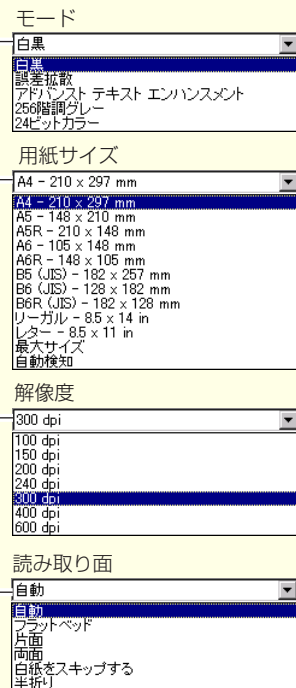 モード
白黒
白黒
誤差拡散
アドバンスト テキスト エンハンスメント
256階調グレー
24ビットカラー
用紙サイズ
A4 - 210 x 297 mm
A4 - 210 x 297 mm
A5 - 148 x 210 mm
A5R - 210 x 148 mm
A6 - 105 x 148 mm
A6R - 148 x 105 mm
B5 (JIS) - 182 x 257 mm
B6 (JIS) - 128 x 182 mm
B6R (JIS) - 182 x 128 mm
リーガル - 8.5 x 14 in
レター - 8.5 x 11 in
最大サイズ
自動検知
解像度
300 dpi
100 dpi
150 dpi
200 dpi
240 dpi
300 dpi
400 dpi
600 dpi
読み取り面
自動
自動
フラットベッド
片面
両面
白紙をスキップする
半折り